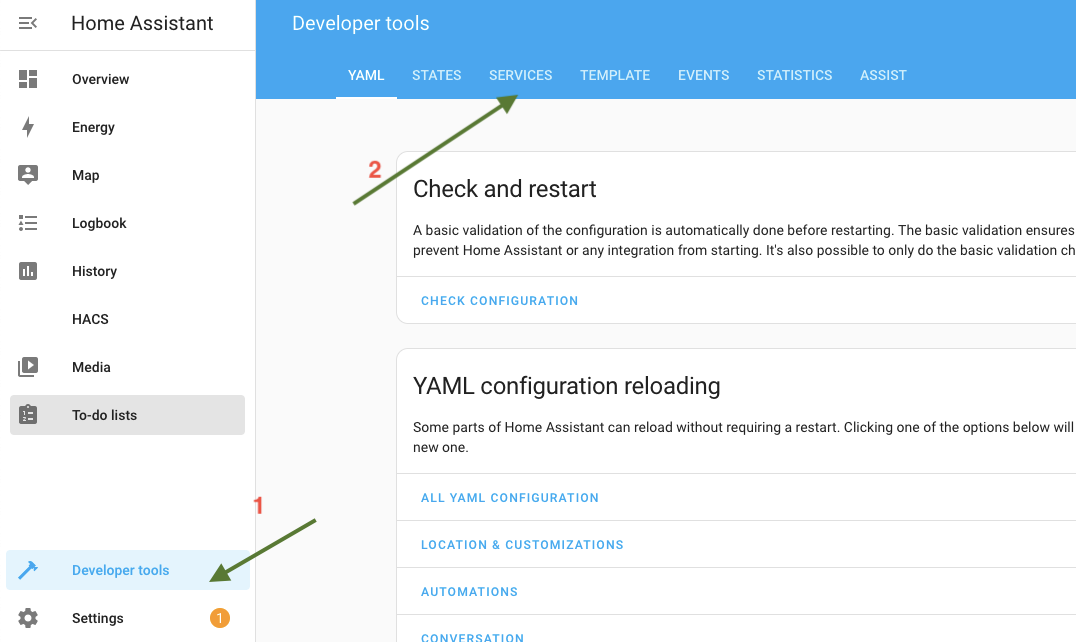 Home Assistant
Developer tools
YAML STATES SERVICES TEMPLATE EVENTS STATISTICS ASSIST
Overview
Energy
Map
Logbook
History
HACS
Media
To-do lists
Developer tools
Settings 1
2
1
Check and restart
A basic validation of the configuration is automatically done before restarting. The basic validation ensures
prevent Home Assistant or any integration from starting. It's also possible to only do the basic validation ch
CHECK CONFIGURATION
YAML configuration reloading
Some parts of Home Assistant can reload without requiring a restart. Clicking one of the options below will
new one.
ALL YAML CONFIGURATION
LOCATION & CUSTOMIZATIONS
AUTOMATIONS
CONVERSATION